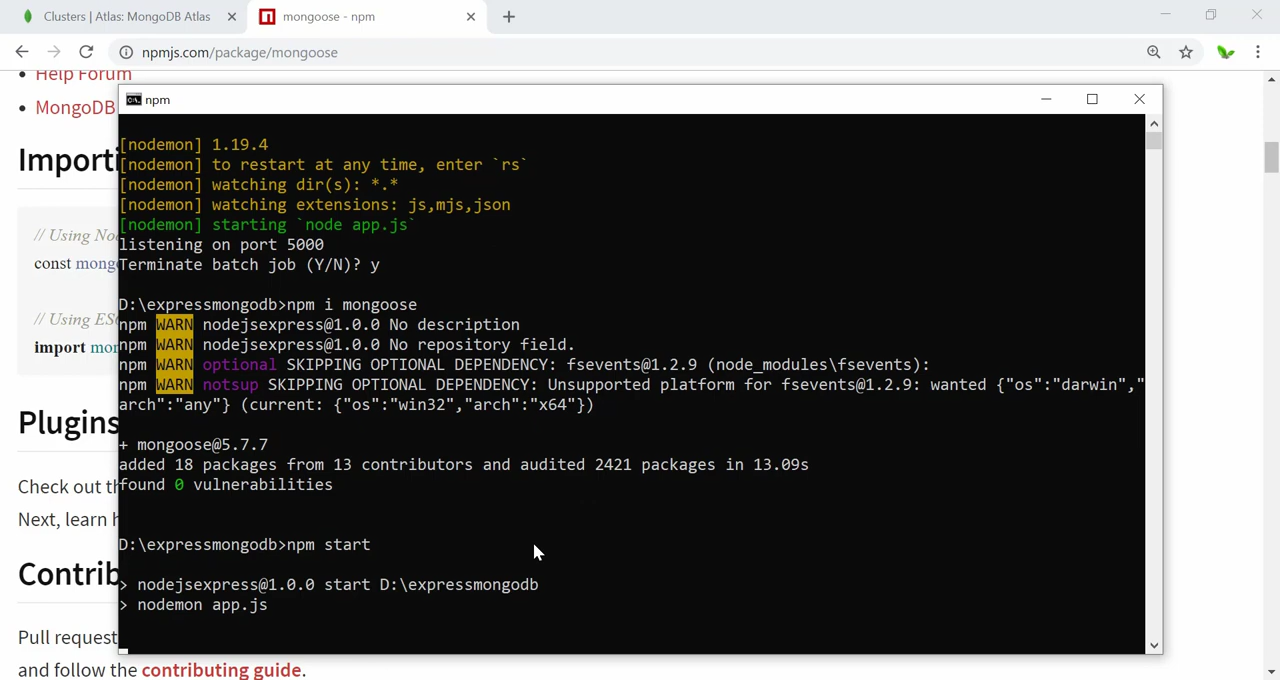 Clusters | Atlas: MongoDB Atlas
mongoose - npm
npmjs.com/package/mongoose
Help Forum
MongoDB
npm
[nodemon] 1.19.4
[nodemon] to restart at any time, enter `rs`
[nodemon] watching dir(s): *.*
[nodemon] watching extensions: js,mjs,json
[nodemon] starting `node app.js`
listening on port 5000
Terminate batch job (Y/N)? y
D:\expressmongodb>npm i mongoose
npm WARN nodejsexpress@1.0.0 No description
npm WARN nodejsexpress@1.0.0 No repository field.
npm WARN optional SKIPPING OPTIONAL DEPENDENCY: fsevents@1.2.9 (node_modules\fsevents):
npm WARN notsup SKIPPING OPTIONAL DEPENDENCY: Unsupported platform for fsevents@1.2.9: wanted {"os":"darwin","
arch":"any"} (current: {"os":"win32","arch":"x64"})
+ mongoose@5.7.7
added 18 packages from 13 contributors and audited 2421 packages in 13.09s
found 0 vulnerabilities
D:\expressmongodb>npm start
> nodejsexpress@1.0.0 start D:\expressmongodb
> nodemon app.js
Importi
// Using No
const mong
// Using ES
import mon
Plugins
Check out th
Next, learn h
Contrib
Pull request
and follow the contributing guide.